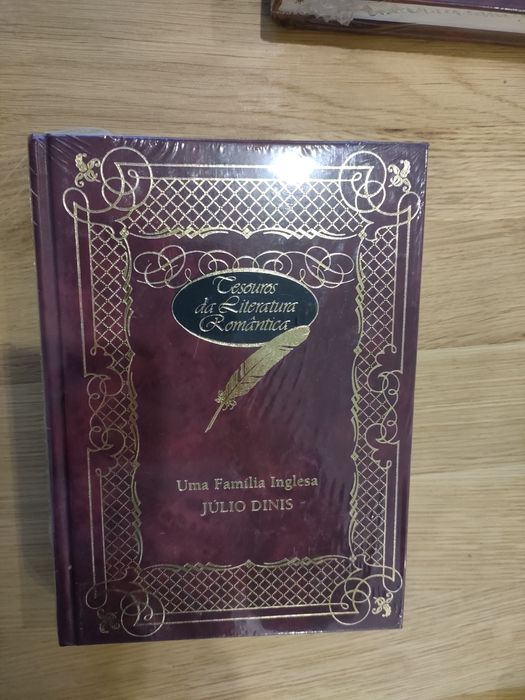 Tesouros
da Literatura
Romântica
Uma Família Inglesa
JÚLIO DINIS